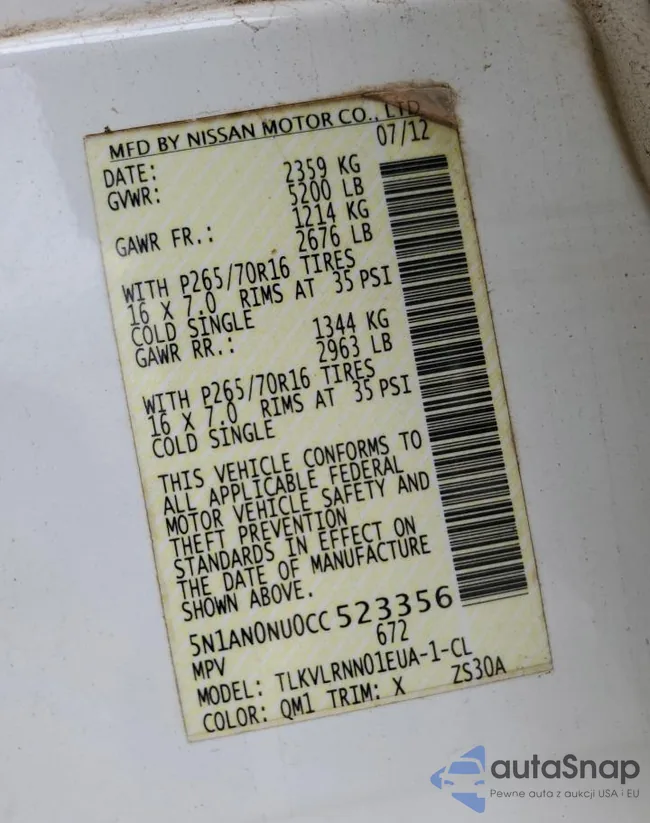 MFD BY NISSAN MOTOR CO., LTD
DATE: 07/12
GVWR: 2359 KG
5200 LB
GAWR FR.: 1214 KG
2676 LB
WITH P265/70R16 TIRES
16 X 7.0 RIMS AT 35 PSI
COLD SINGLE
GAWR RR.: 1344 KG
2963 LB
WITH P265/70R16 TIRES
16 X 7.0 RIMS AT 35 PSI
COLD SINGLE
THIS VEHICLE CONFORMS TO
ALL APPLICABLE FEDERAL
MOTOR VEHICLE SAFETY AND
THEFT PREVENTION
STANDARDS IN EFFECT ON
THE DATE OF MANUFACTURE
SHOWN ABOVE.
5N1AN0NU0CC523356
MPV 672
MODEL: TLKVLRNN01EUA-1-CL
COLOR: QM1 TRIM: X ZS30A
autaSnap
Pewne auta z aukcji USA i EU